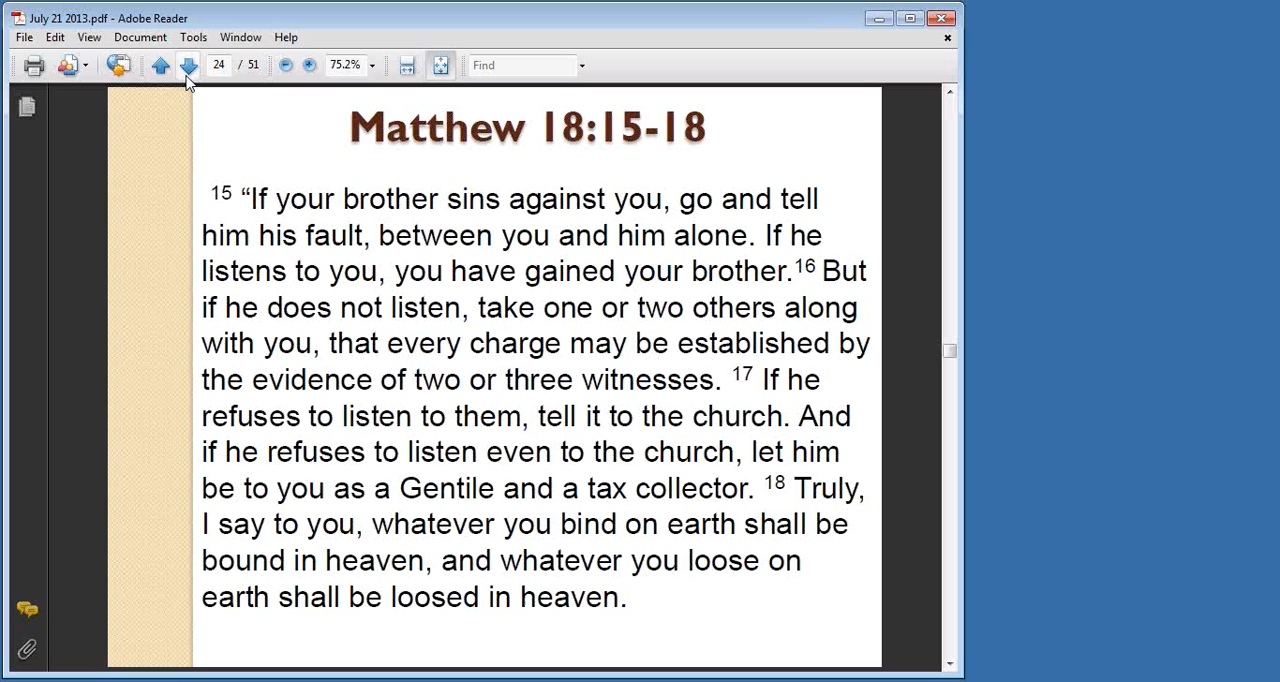 July 21 2013.pdf - Adobe Reader
File Edit View Document Tools Window Help
24 / 51 75.2% Find
Matthew 18:15-18
15 “If your brother sins against you, go and tell
him his fault, between you and him alone. If he
listens to you, you have gained your brother.16 But
if he does not listen, take one or two others along
with you, that every charge may be established by
the evidence of two or three witnesses. 17 If he
refuses to listen to them, tell it to the church. And
if he refuses to listen even to the church, let him
be to you as a Gentile and a tax collector. 18 Truly,
I say to you, whatever you bind on earth shall be
bound in heaven, and whatever you loose on
earth shall be loosed in heaven.